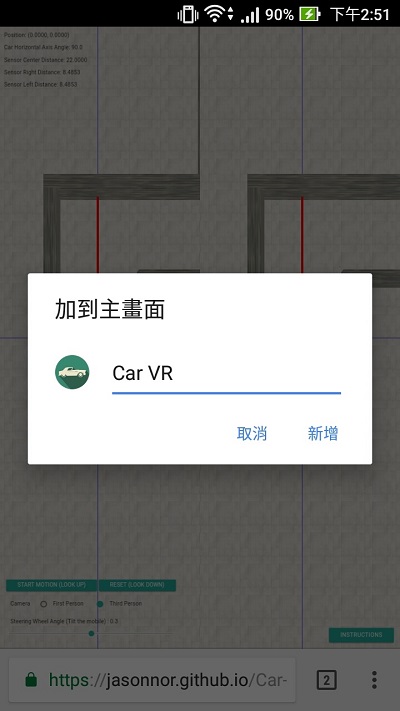 90% 下午2:51
Position: (0.0000, 0.0000)
Car Horizontal Axis Angle: 90.0
Sensor Center Distance: 22.0000
Sensor Right Distance: 8.4853
Sensor Left Distance: 8.4853
加到主畫面
Car VR
取消 新增
START MOTION (LOOK UP) RESET (LOOK DOWN)
Camera First Person Third Person
Steering Wheel Angle (Tilt the mobile) : 0.3
INSTRUCTIONS
https://jasonnor.github.io/Car- 2